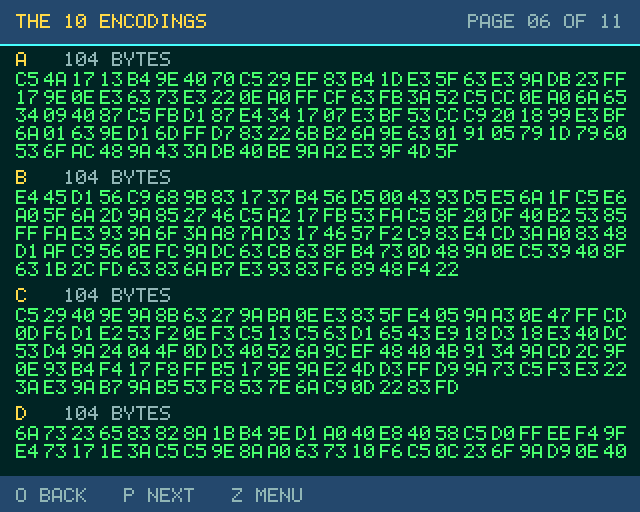 THE 10 ENCODINGS PAGE 06 OF 11
A 104 BYTES
C5 4A 17 13 B4 9E 40 70 C5 29 EF 83 B4 1D E3 5F 63 E3 9A DB 23 FF
17 9E 0E E3 63 73 E3 22 0E A0 FF CF 63 FB 3A 52 C5 CC 0E A0 6A 65
34 09 40 87 C5 FB D1 87 E4 34 17 07 E3 BF 53 CC C9 20 18 99 E3 BF
6A 01 63 9E D1 6D FF D7 83 22 6B B2 6A 9E 63 01 91 05 79 1D 79 60
53 6F AC 48 9A 43 3A DB 40 BE 9A A2 E3 9F 4D 5F
B 104 BYTES
E4 45 D1 56 C9 68 9B 83 17 37 B4 56 D5 00 43 93 D5 E5 6A 1F C5 E6
A0 5F 6A 2D 9A 85 27 46 C5 A2 17 FB 53 FA C5 8F 20 DF 40 B2 53 85
FF FA E3 93 9A 6F 3A A8 7A D3 17 46 57 F2 C9 83 E4 CD 3A A0 83 48
D1 AF C9 56 0E FC 9A DC 63 CB 63 8F B4 73 0D 48 9A 0E C5 39 40 8F
63 1B 2C FD 63 83 6A B7 E3 93 83 F6 89 48 F4 22
C 104 BYTES
C5 29 40 9E 9A 8B 63 27 9A BA 0E E3 83 5F E4 05 9A A3 0E 47 FF CD
0D F6 D1 E2 53 F2 0E F3 C5 13 C5 63 D1 65 43 E9 18 D3 18 E3 40 DC
53 D4 9A 24 04 4F 0D D3 40 52 6A 9C EF 48 40 4B 91 34 9A CD 2C 9F
0E 93 B4 F4 17 F8 FF B5 17 9E 9A E2 4D D3 FF D9 9A 73 C5 F3 E3 22
3A E3 9A B7 9A B5 53 F8 53 7E 6A C9 0D 22 83 FD
D 104 BYTES
6A 73 23 65 83 82 8A 1B B4 9E D1 A0 40 E8 40 58 C5 D0 FF EE F4 9F
E4 73 17 1E 3A C5 C5 9E 8A A0 63 73 10 F6 C5 0C 23 6F 9A D9 0E 40
O BACK P NEXT Z MENU